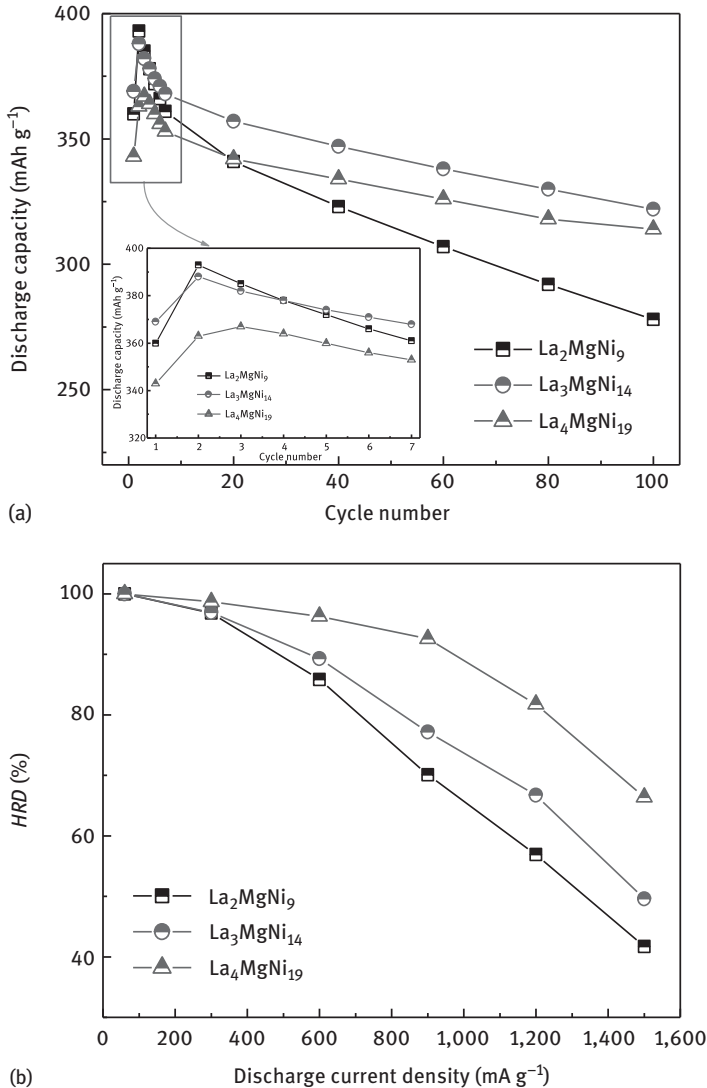 400
350
300
250
Discharge capacity (mAh g⁻¹)
400
380
360
340
320
Discharge capacity (mAh g⁻¹)
La₂MgNi₉
La₃MgNi₁₄
La₄MgNi₁₉
1 2 3 4 5 6 7
Cycle number
La₂MgNi₉
La₃MgNi₁₄
La₄MgNi₁₉
0 20 40 60 80 100
(a)
Cycle number
100
80
60
40
HRD (%)
La₂MgNi₉
La₃MgNi₁₄
La₄MgNi₁₉
0 200 400 600 800 1,000 1,200 1,400 1,600
(b)
Discharge current density (mA g⁻¹)